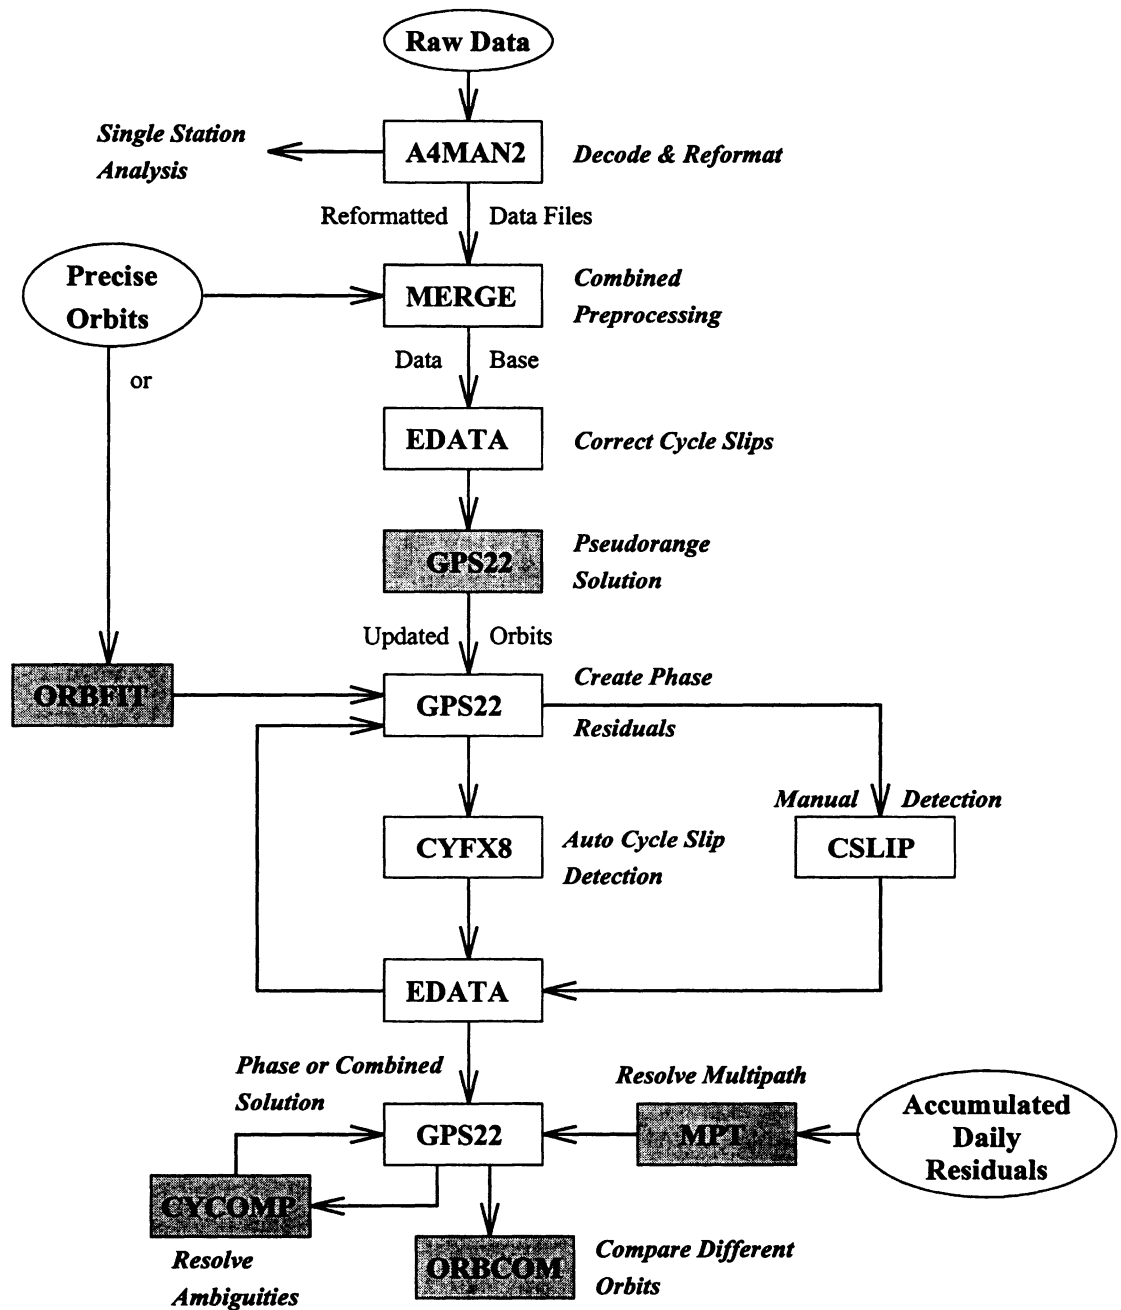 Raw Data
Single Station
Analysis
A4MAN2
Decode & Reformat
Reformatted Data Files
Precise
Orbits
MERGE
Combined
Preprocessing
or
Data Base
EDATA
Correct Cycle Slips
GPS22
Pseudorange
Solution
Updated Orbits
ORBFIT
GPS22
Create Phase
Residuals
Manual Detection
CYFX8
Auto Cycle Slip
Detection
CSLIP
EDATA
Phase or Combined
Solution
Resolve Multipath
GPS22
MPT
Accumulated
Daily
Residuals
CYCOMP
Resolve
Ambiguities
ORBCOM
Compare Different
Orbits